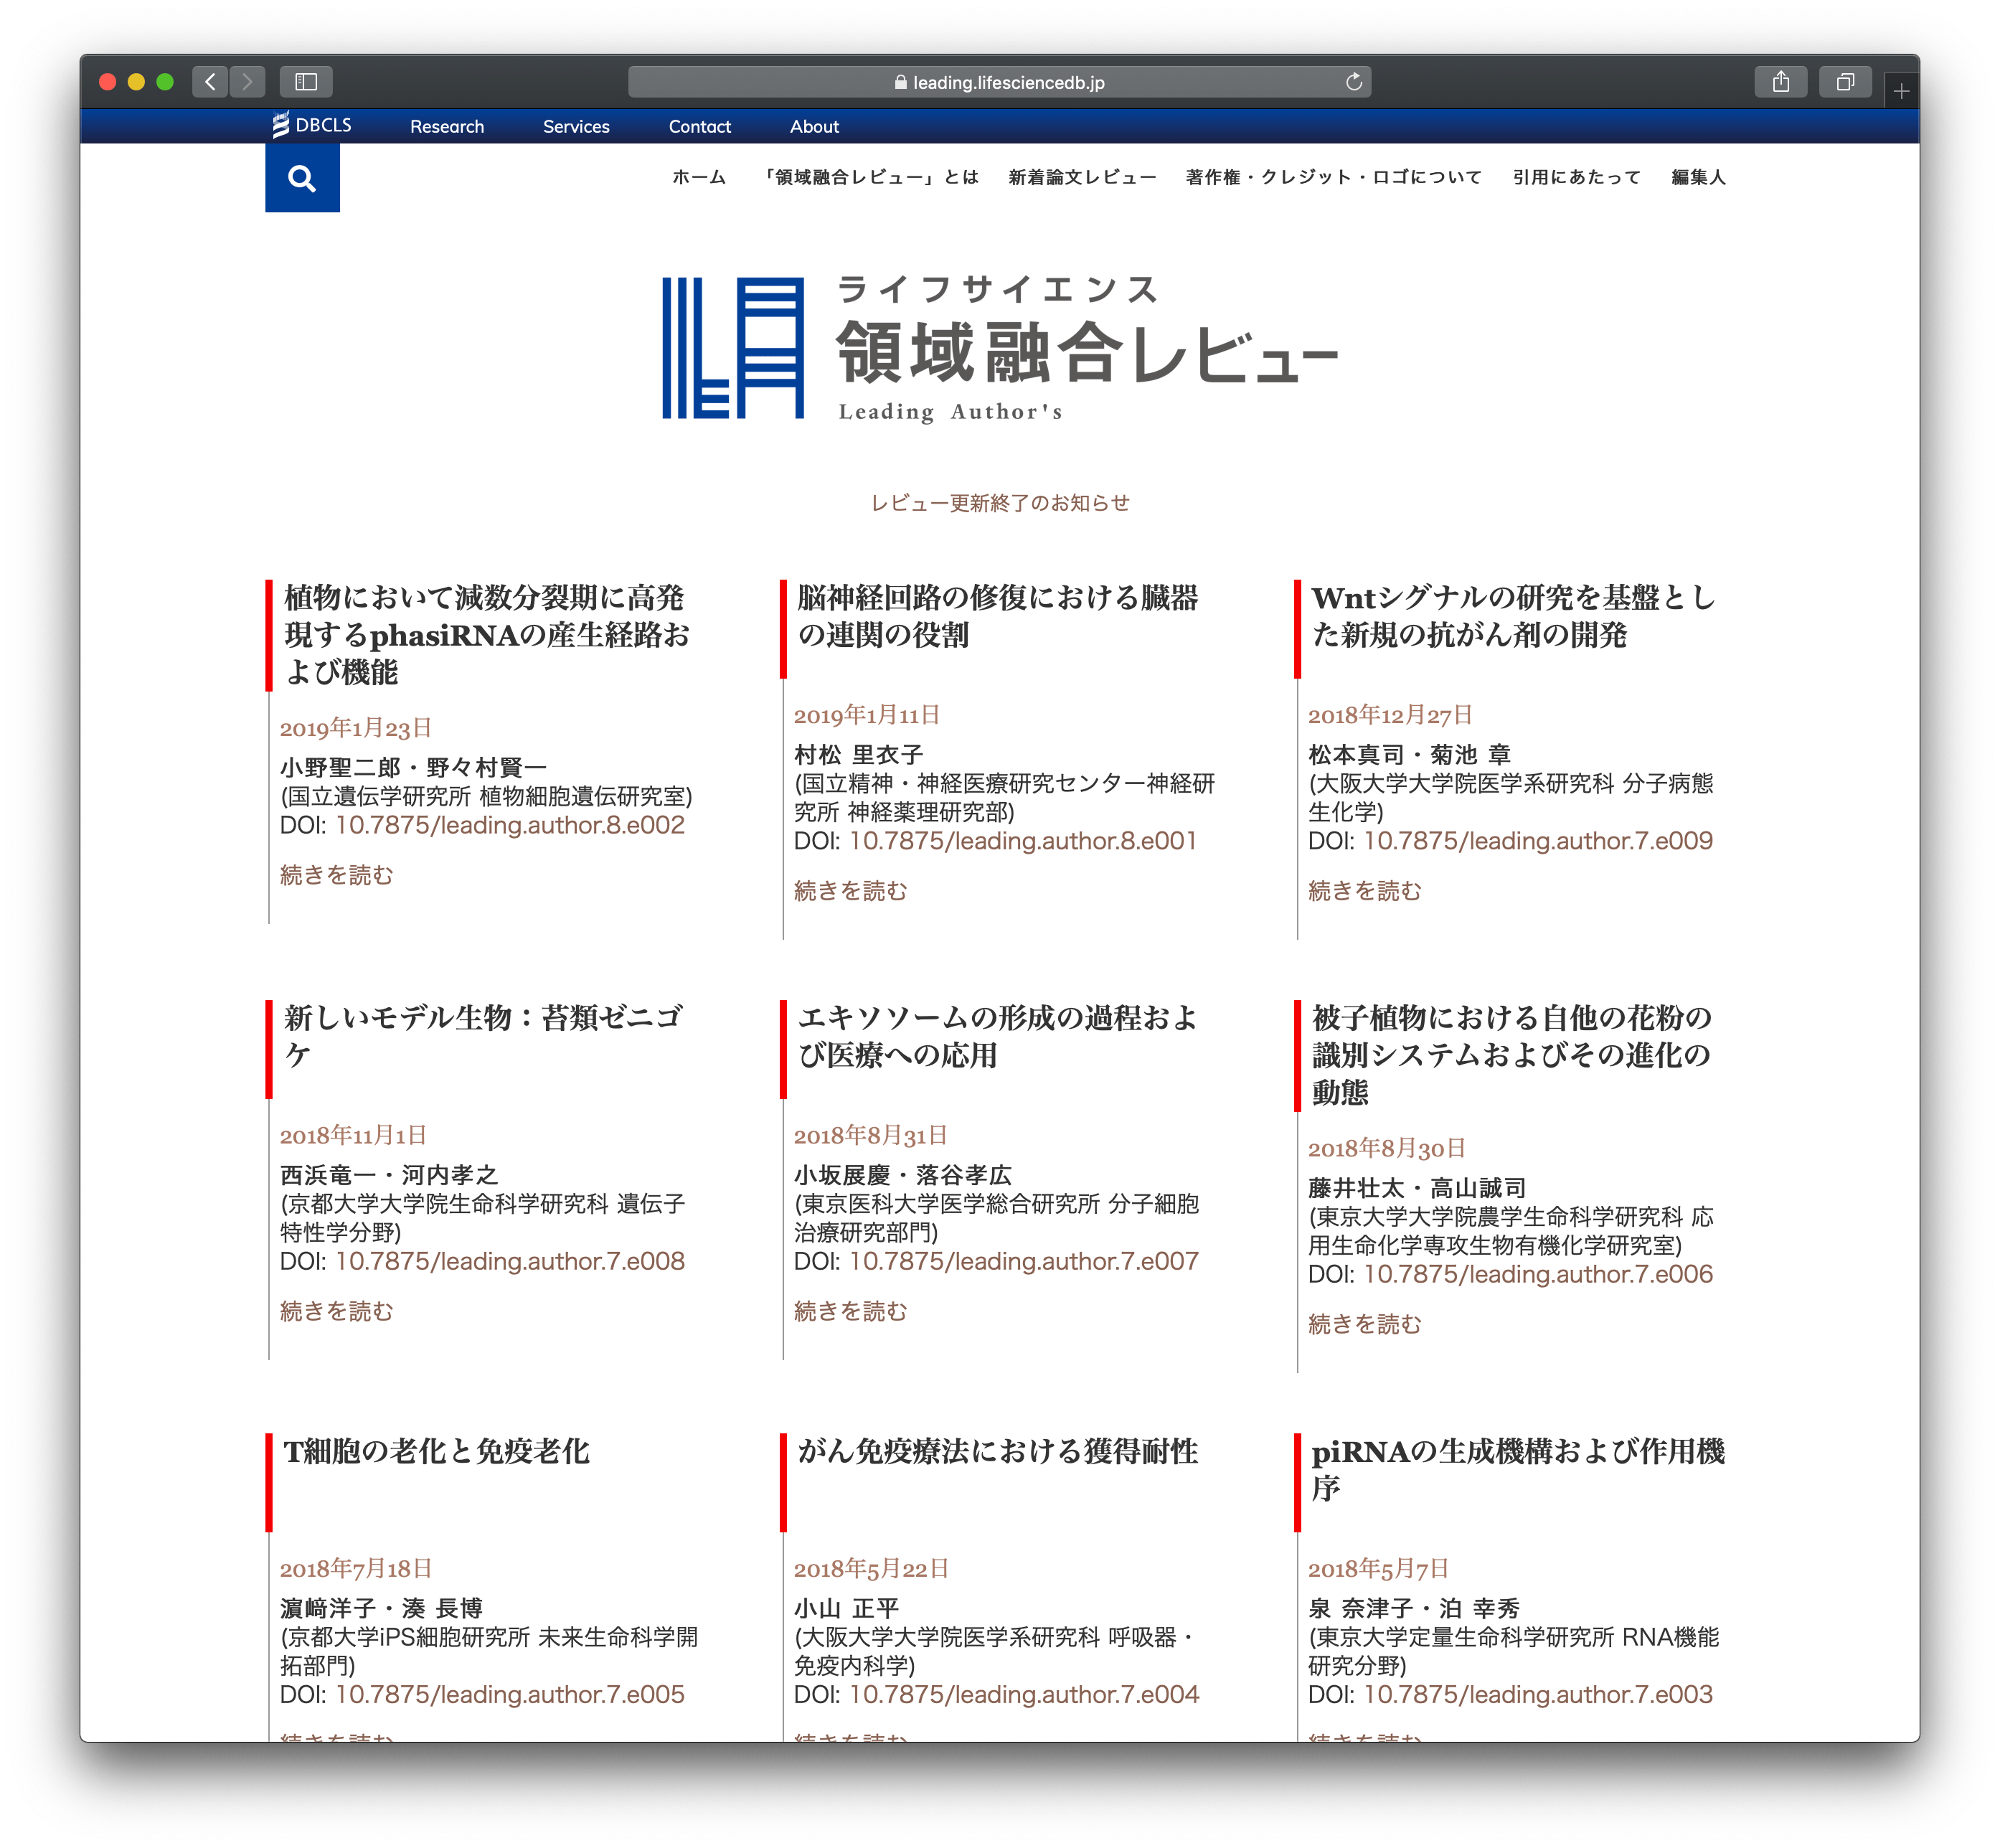 leading.lifesciencedb.jp
DBCLS Research Services Contact About
ホーム 「領域融合レビュー」とは 新着論文レビュー 著作権・クレジット・ロゴについて 引用にあたって 編集人
ライフサイエンス
領域融合レビュー
Leading Author's
レビュー更新終了のお知らせ
植物において減数分裂期に高発
現するphasiRNAの産生経路お
よび機能
2019年1月23日
小野聖二郎・野々村賢一
(国立遺伝学研究所 植物細胞遺伝研究室)
DOI: 10.7875/leading.author.8.e002
続きを読む
脳神経回路の修復における臓器
の連関の役割
2019年1月11日
村松 里衣子
(国立精神・神経医療研究センター神経研
究所 神経薬理研究部)
DOI: 10.7875/leading.author.8.e001
続きを読む
Wntシグナルの研究を基盤とし
た新規の抗がん剤の開発
2018年12月27日
松本真司・菊池 章
(大阪大学大学院医学系研究科 分子病態
生化学)
DOI: 10.7875/leading.author.7.e009
続きを読む
新しいモデル生物：苔類ゼニゴ
ケ
2018年11月1日
西浜竜一・河内孝之
(京都大学大学院生命科学研究科 遺伝子
特性学分野)
DOI: 10.7875/leading.author.7.e008
続きを読む
エキソソームの形成の過程およ
び医療への応用
2018年8月31日
小坂展慶・落谷孝広
(東京医科大学医学総合研究所 分子細胞
治療研究部門)
DOI: 10.7875/leading.author.7.e007
続きを読む
被子植物における自他の花粉の
識別システムおよびその進化の
動態
2018年8月30日
藤井壮太・高山誠司
(東京大学大学院農学生命科学研究科 応
用生命化学専攻生物有機化学研究室)
DOI: 10.7875/leading.author.7.e006
続きを読む
T細胞の老化と免疫老化
2018年7月18日
濵﨑洋子・湊 長博
(京都大学iPS細胞研究所 未来生命科学開
拓部門)
DOI: 10.7875/leading.author.7.e005
続きを読む
がん免疫療法における獲得耐性
2018年5月22日
小山 正平
(大阪大学大学院医学系研究科 呼吸器・
免疫内科学)
DOI: 10.7875/leading.author.7.e004
続きを読む
piRNAの生成機構および作用機
序
2018年5月7日
泉 奈津子・泊 幸秀
(東京大学定量生命科学研究所 RNA機能
研究分野)
DOI: 10.7875/leading.author.7.e003
続きを読む